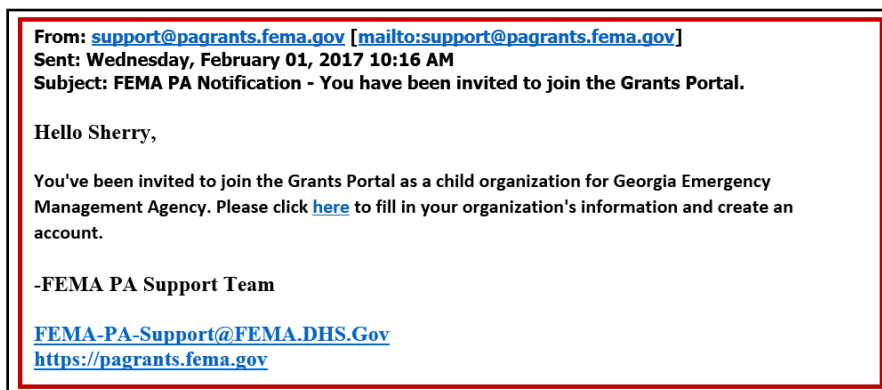 From: support@pagrants.fema.gov [mailto:support@pagrants.fema.gov]
Sent: Wednesday, February 01, 2017 10:16 AM
Subject: FEMA PA Notification - You have been invited to join the Grants Portal.
Hello Sherry,
You've been invited to join the Grants Portal as a child organization for Georgia Emergency
Management Agency. Please click here to fill in your organization's information and create an
account.
-FEMA PA Support Team
FEMA-PA-Support@FEMA.DHS.Gov
https://pagrants.fema.gov